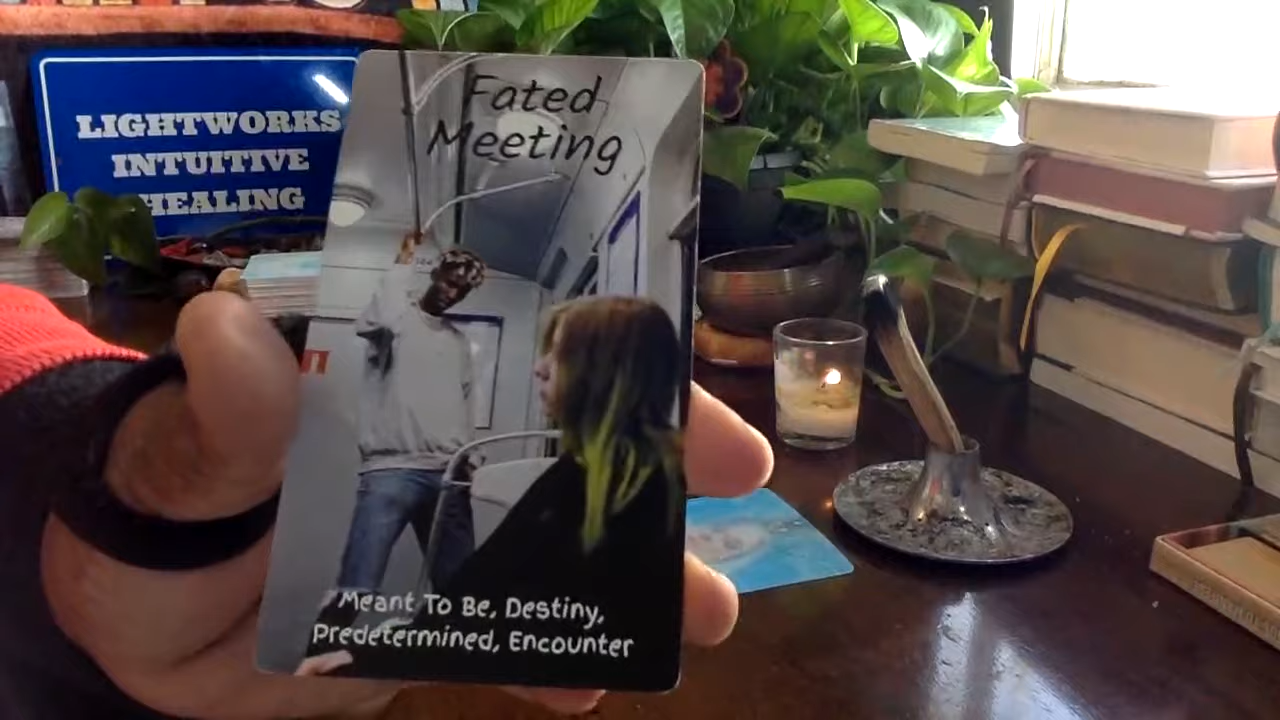 LIGHTWORKS
INTUITIVE
HEALING
Fated
Meeting
Meant To Be, Destiny,
Predetermined, Encounter